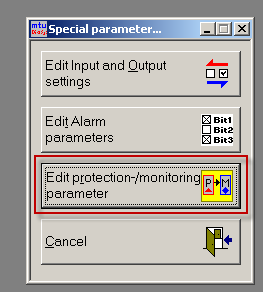 mtu
Special parameter...
Edit Input and Output
settings
Edit Alarm
parameters
Bit1
Bit2
Bit3
Edit protection-/monitoring
parameter
P M
Cancel